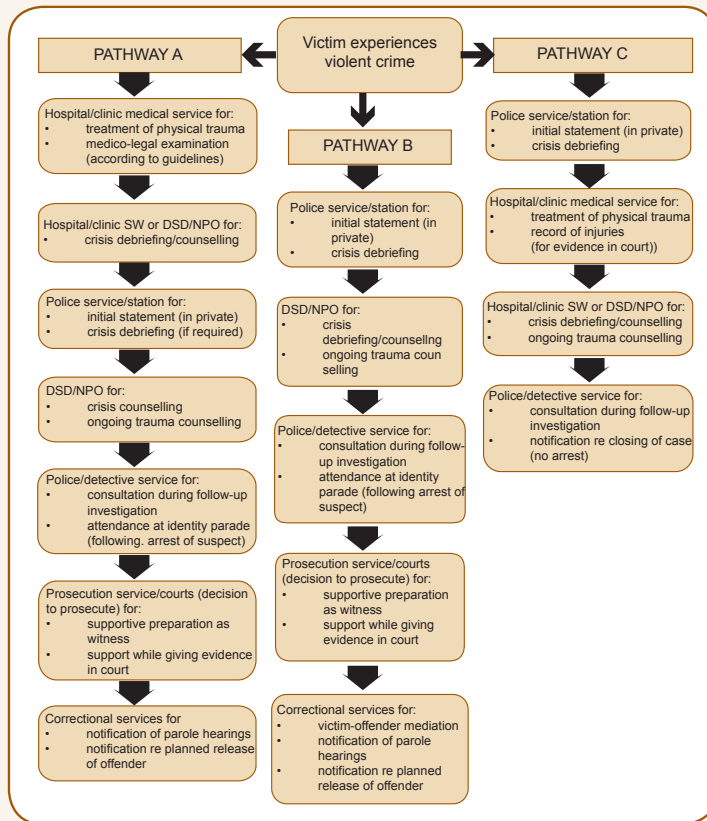 Victim experiences
violent crime
PATHWAY A
Hospital/clinic medical service for:
• treatment of physical trauma
• medico-legal examination
(according to guidelines)
Hospital/clinic SW or DSD/NPO for:
• crisis debriefing/counselling
Police service/station for:
• initial statement (in private)
• crisis debriefing (if required)
DSD/NPO for:
• crisis counselling
• ongoing trauma counselling
Police/detective service for:
• consultation during follow-up
investigation
• attendance at identity parade
(following. arrest of suspect)
Prosecution service/courts (decision
to prosecute) for:
• supportive preparation as
witness
• support while giving evidence
in court
Correctional services for
• notification of parole hearings
• notification re planned release
of offender
PATHWAY B
Police service/station for:
• initial statement (in
private)
• crisis debriefing
DSD/NPO for:
• crisis
debriefing/counsellng
• ongoing trauma coun
selling
Police/detective service for:
• consultation during follow-
up investigation
• attendance at identity
parade (following arrest of
suspect)
Prosecution service/courts
(decision to prosecute) for:
• supportive preparation
as witness
• support while giving
evidence in court
Correctional services for:
• victim-offender mediation
• notification of parole
hearings
• notification re planned
release of offender
PATHWAY C
Police service/station for:
• initial statement (in private)
• crisis debriefing
Hospital/clinic medical service for:
• treatment of physical trauma
• record of injuries
(for evidence in court))
Hospital/clinic SW or DSD/NPO for:
• crisis debriefing/counselling
• ongoing trauma counselling
Police/detective service for:
• consultation during follow-up
investigation
• notification re closing of case
(no arrest)